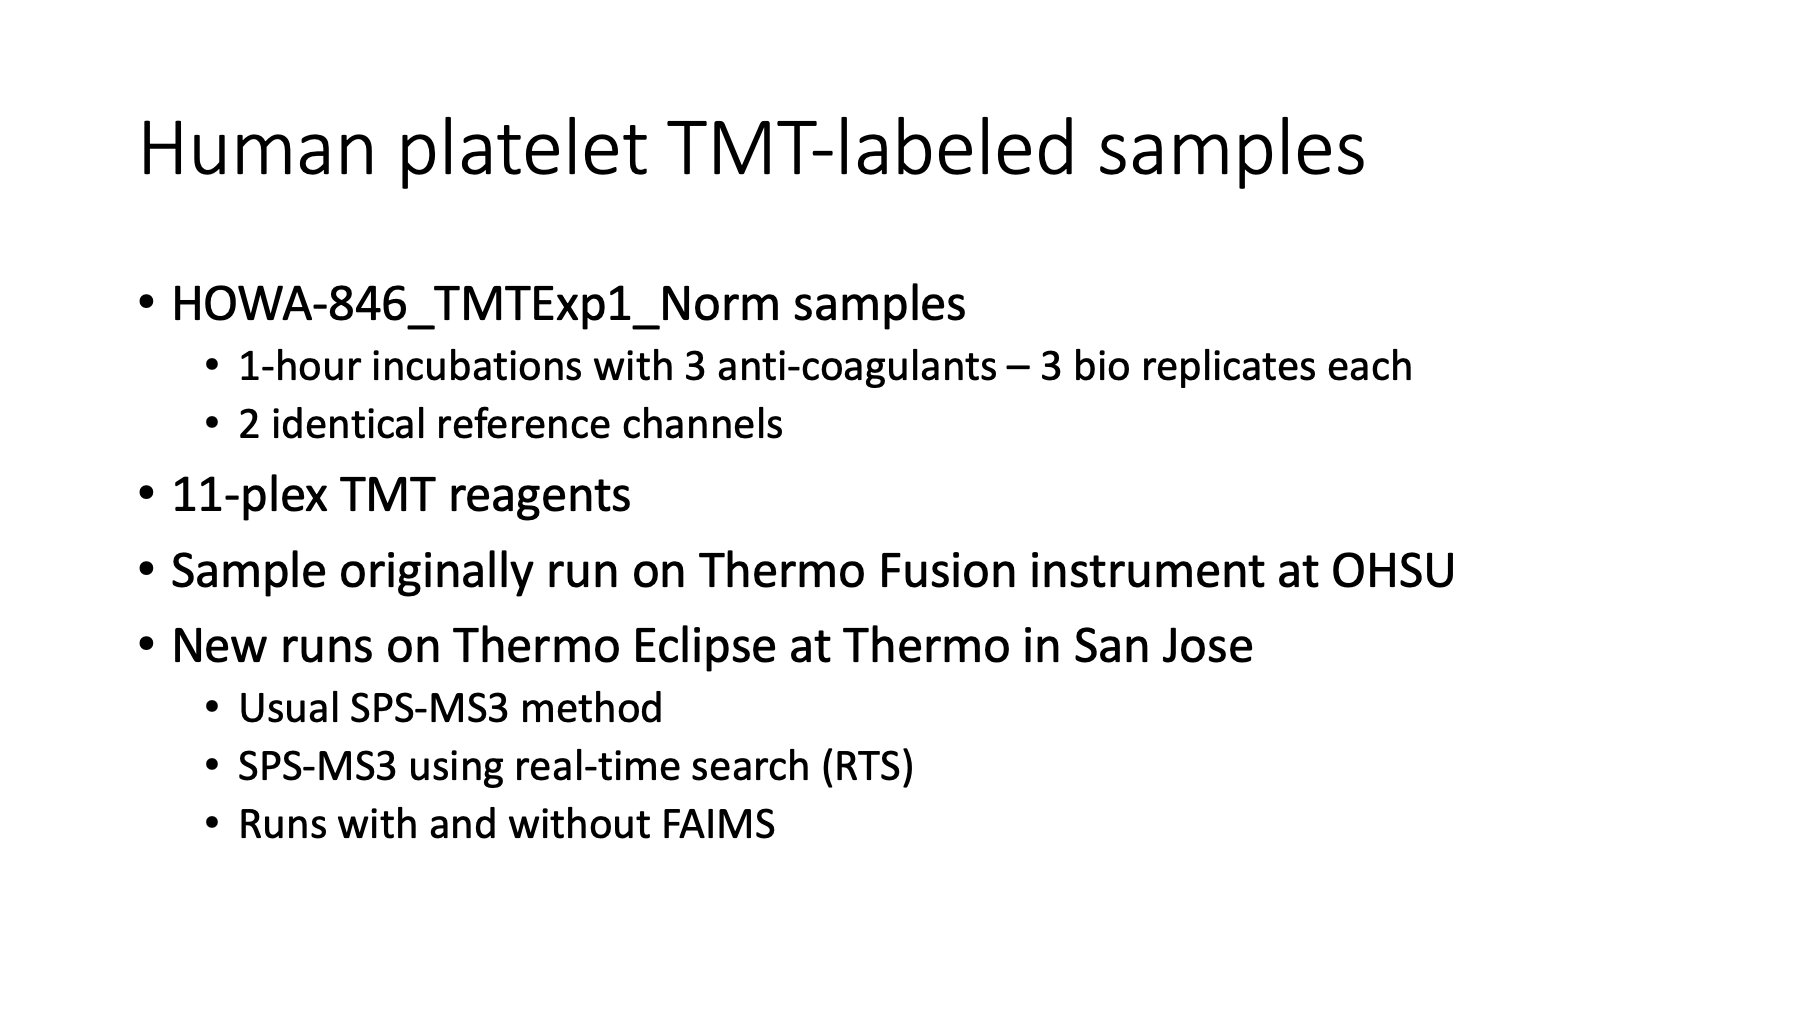 Human platelet TMT-labeled samples
• HOWA-846_TMTExp1_Norm samples
• 1-hour incubations with 3 anti-coagulants – 3 bio replicates each
• 2 identical reference channels
• 11-plex TMT reagents
• Sample originally run on Thermo Fusion instrument at OHSU
• New runs on Thermo Eclipse at Thermo in San Jose
• Usual SPS-MS3 method
• SPS-MS3 using real-time search (RTS)
• Runs with and without FAIMS